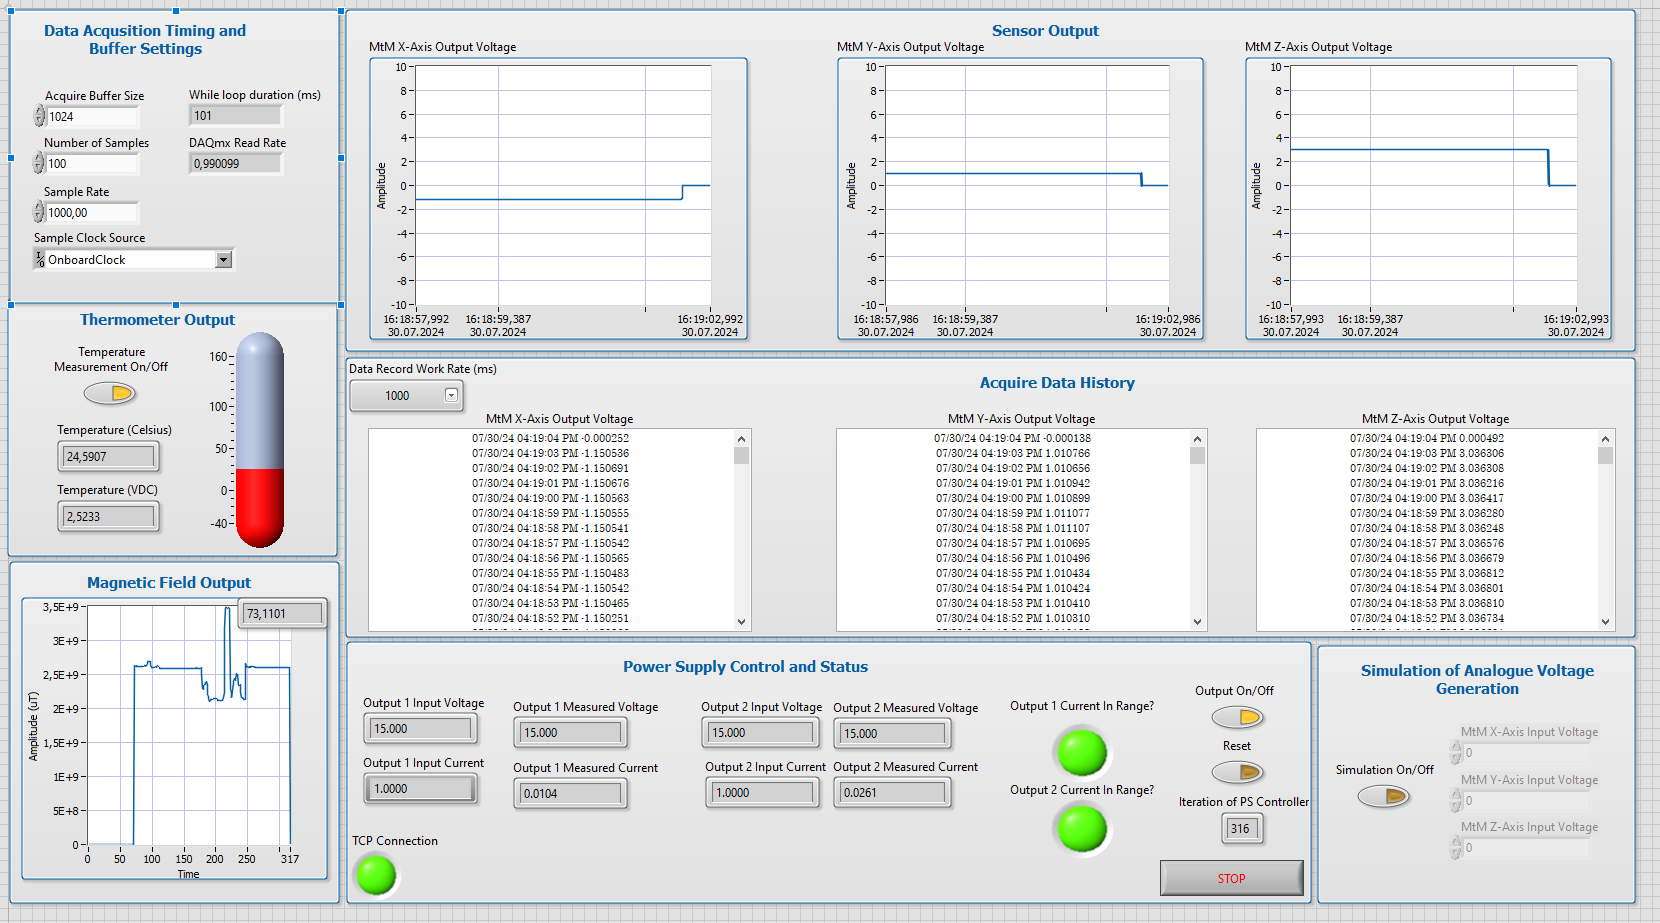 Data Acqusition Timing and
Buffer Settings
Acquire Buffer Size
1024
While loop duration (ms)
101
Number of Samples
100
DAQmx Read Rate
0,990099
Sample Rate
1000,00
Sample Clock Source
I/0 OnboardClock
Thermometer Output
Temperature
Measurement On/Off
Temperature (Celsius)
24,5907
Temperature (VDC)
2,5233
160
100
50
0
-40
Magnetic Field Output
73,1101
Amplitude (uT)
3,5E+9
3E+9
2,5E+9
2E+9
1,5E+9
1E+9
5E+8
0
0 50 100 150 200 250 317
Time
Sensor Output
MtM X-Axis Output Voltage
Amplitude
10
8
6
4
2
0
-2
-4
-6
-8
-10
16:18:57,992 16:18:59,387 16:19:02,992
30.07.2024 30.07.2024 30.07.2024
MtM Y-Axis Output Voltage
Amplitude
10
8
6
4
2
0
-2
-4
-6
-8
-10
16:18:57,986 16:18:59,387 16:19:02,986
30.07.2024 30.07.2024 30.07.2024
MtM Z-Axis Output Voltage
Amplitude
10
8
6
4
2
0
-2
-4
-6
-8
-10
16:18:57,993 16:18:59,387 16:19:02,993
30.07.2024 30.07.2024 30.07.2024
Data Record Work Rate (ms)
1000
Acquire Data History
MtM X-Axis Output Voltage
07/30/24 04:19:04 PM -0.000252
07/30/24 04:19:03 PM -1.150536
07/30/24 04:19:02 PM -1.150691
07/30/24 04:19:01 PM -1.150676
07/30/24 04:19:00 PM -1.150563
07/30/24 04:18:59 PM -1.150555
07/30/24 04:18:58 PM -1.150541
07/30/24 04:18:57 PM -1.150542
07/30/24 04:18:56 PM -1.150565
07/30/24 04:18:55 PM -1.150483
07/30/24 04:18:54 PM -1.150542
07/30/24 04:18:53 PM -1.150465
07/30/24 04:18:52 PM -1.150251
MtM Y-Axis Output Voltage
07/30/24 04:19:04 PM -0.000138
07/30/24 04:19:03 PM 1.010766
07/30/24 04:19:02 PM 1.010656
07/30/24 04:19:01 PM 1.010942
07/30/24 04:19:00 PM 1.010899
07/30/24 04:18:59 PM 1.011077
07/30/24 04:18:58 PM 1.011107
07/30/24 04:18:57 PM 1.010695
07/30/24 04:18:56 PM 1.010496
07/30/24 04:18:55 PM 1.010434
07/30/24 04:18:54 PM 1.010424
07/30/24 04:18:53 PM 1.010410
07/30/24 04:18:52 PM 1.010310
MtM Z-Axis Output Voltage
07/30/24 04:19:04 PM 0.000492
07/30/24 04:19:03 PM 3.036306
07/30/24 04:19:02 PM 3.036308
07/30/24 04:19:01 PM 3.036216
07/30/24 04:19:00 PM 3.036417
07/30/24 04:18:59 PM 3.036280
07/30/24 04:18:58 PM 3.036248
07/30/24 04:18:57 PM 3.036576
07/30/24 04:18:56 PM 3.036679
07/30/24 04:18:55 PM 3.036812
07/30/24 04:18:54 PM 3.036801
07/30/24 04:18:53 PM 3.036810
07/30/24 04:18:52 PM 3.036734
Power Supply Control and Status
Output 1 Input Voltage
15.000
Output 1 Measured Voltage
15.000
Output 2 Input Voltage
15.000
Output 2 Measured Voltage
15.000
Output 1 Input Current
1.0000
Output 1 Measured Current
0.0104
Output 2 Input Current
1.0000
Output 2 Measured Current
0.0261
Output 1 Current In Range?
Output 2 Current In Range?
Output On/Off
Reset
Iteration of PS Controller
316
TCP Connection
STOP
Simulation of Analogue Voltage
Generation
Simulation On/Off
MtM X-Axis Input Voltage
0
MtM Y-Axis Input Voltage
0
MtM Z-Axis Input Voltage
0